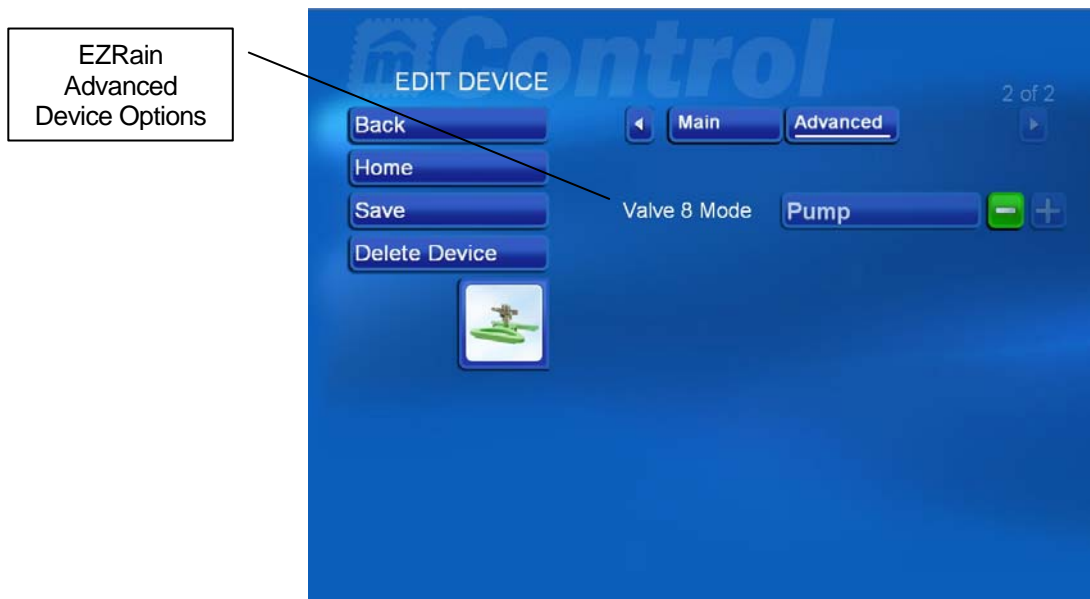 EZRain
Advanced
Device Options
mControl
EDIT DEVICE
2 of 2
Back
Main
Advanced
Home
Save
Valve 8 Mode
Pump
Delete Device